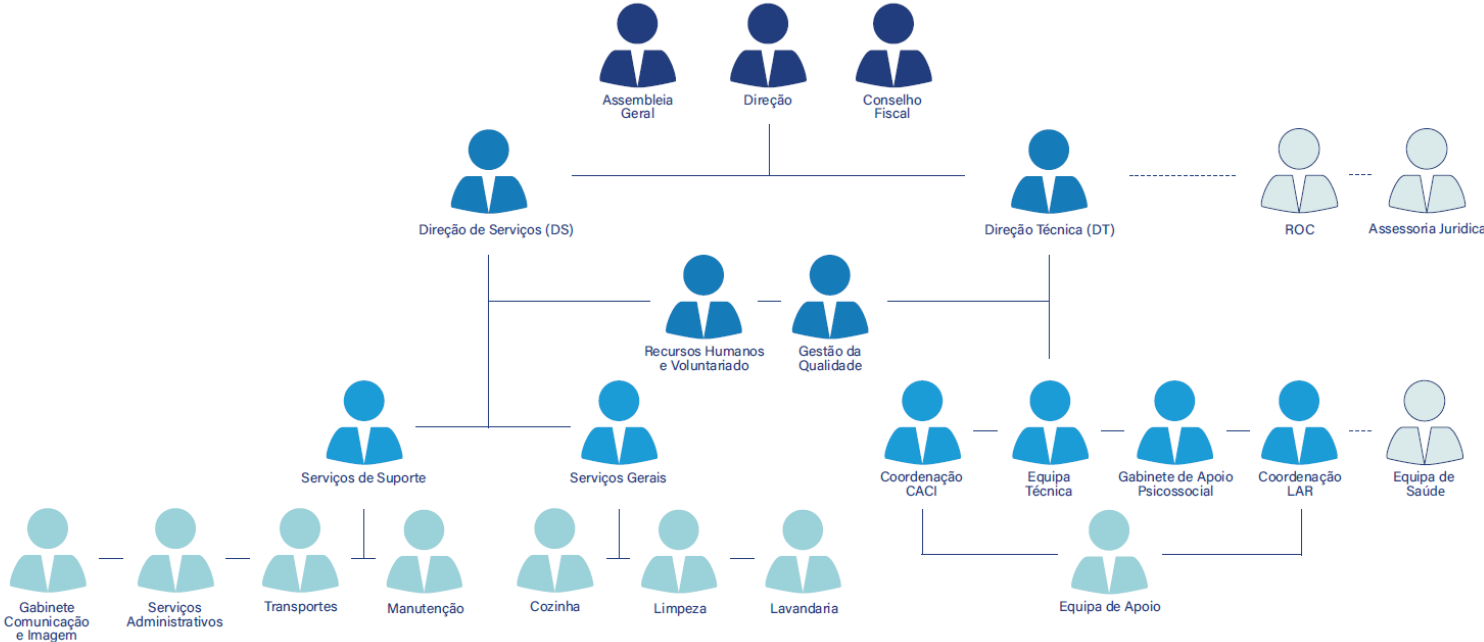 Assembleia
Geral
Direção
Conselho
Fiscal
Direção de Serviços (DS)
Direção Técnica (DT)
ROC
Assessoria Juridica
Recursos Humanos
e Voluntariado
Gestão da
Qualidade
Serviços de Suporte
Serviços Gerais
Coordenação
CACI
Equipa
Técnica
Gabinete de Apoio
Psicossocial
Coordenação
LAR
Equipa de
Saúde
Gabinete
Comunicação
e Imagem
Serviços
Administrativos
Transportes
Manutenção
Cozinha
Limpeza
Lavandaria
Equipa de Apoio